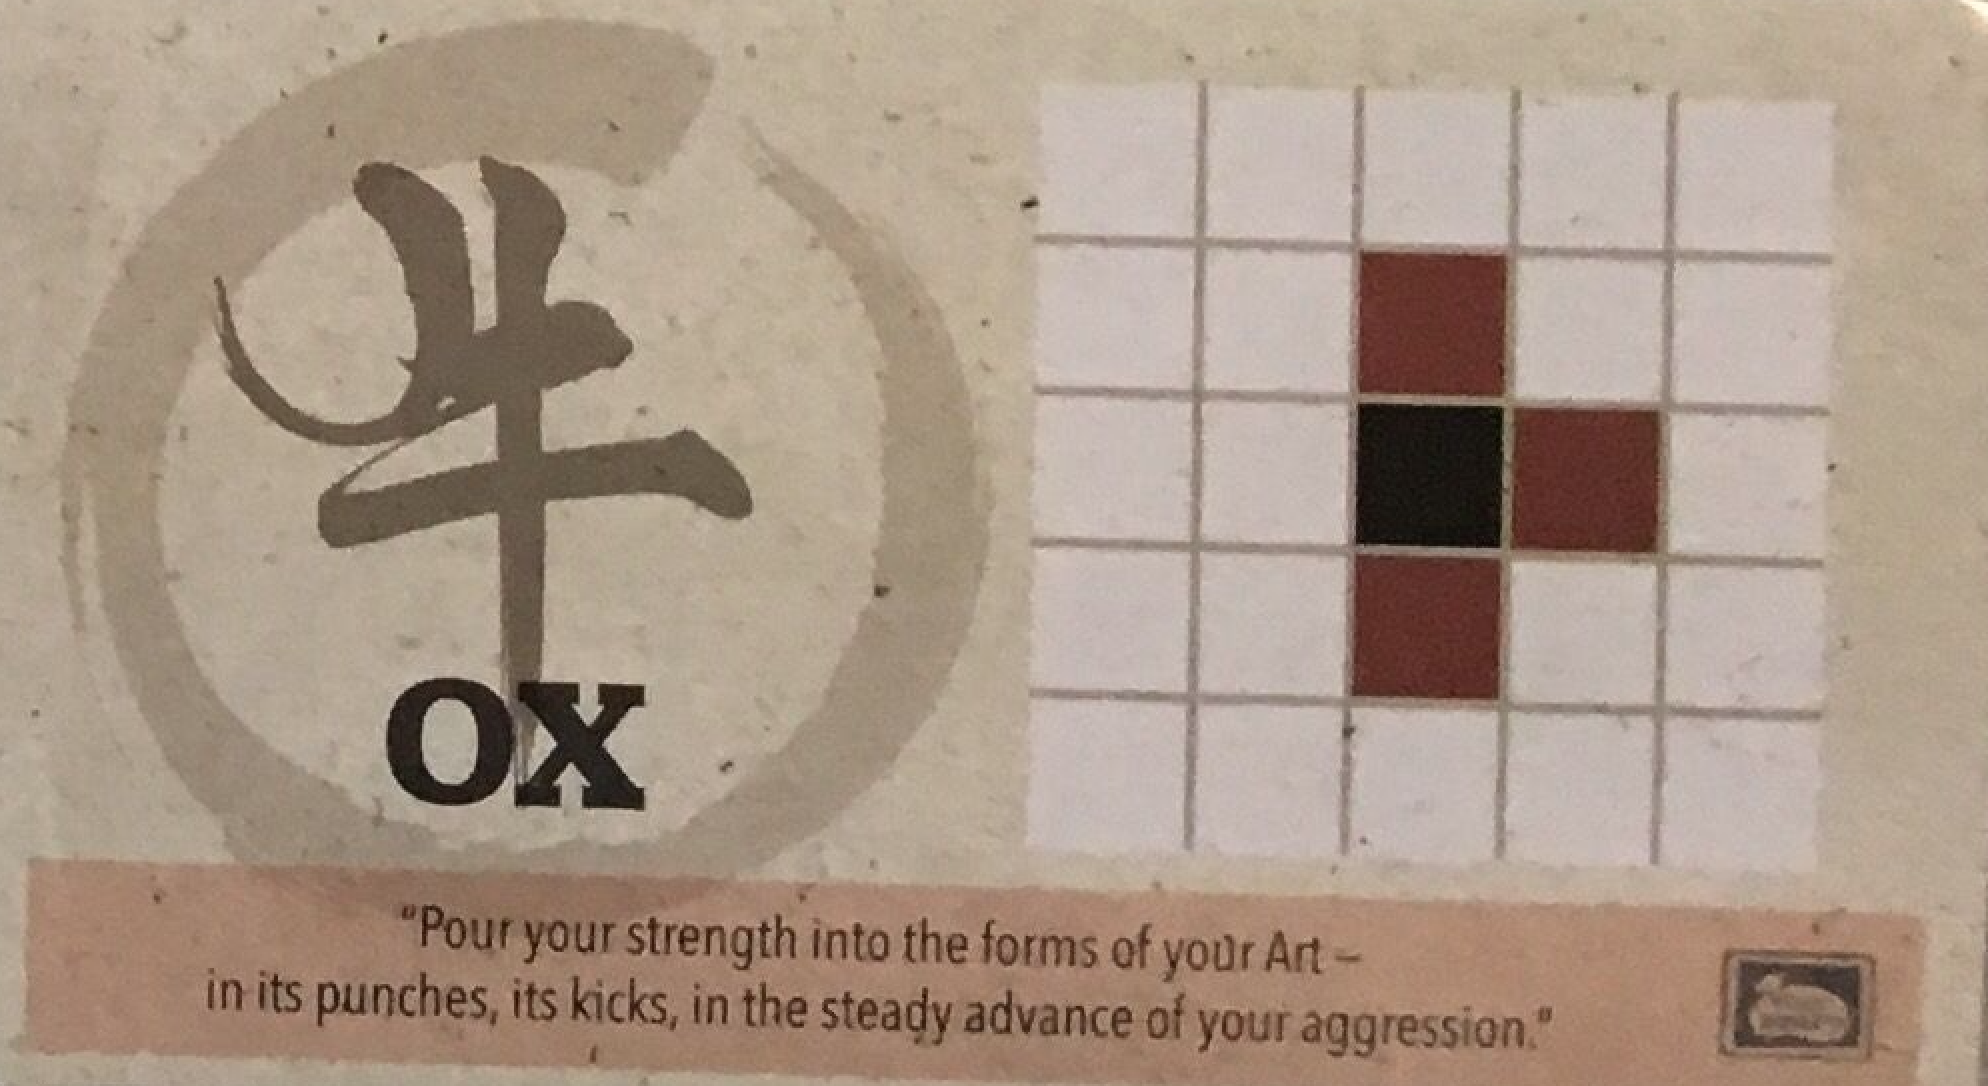 牛
OX
"Pour your strength into the forms of your Art –
in its punches, its kicks, in the steady advance of your aggression."